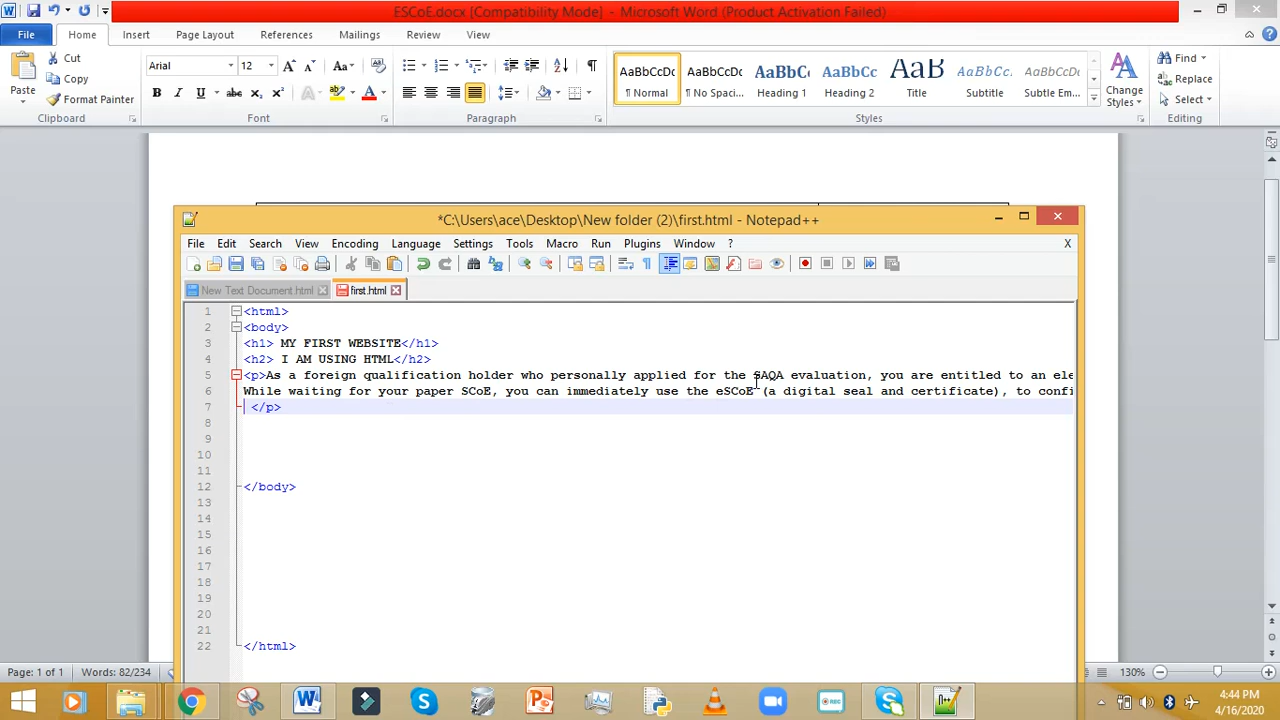 ESCoE.docx [Compatibility Mode] - Microsoft Word (Product Activation Failed)
File Home Insert Page Layout References Mailings Review View
Paste Cut Copy Format Painter
Arial 12
AaBbCcDc AaBbCcDc AaBbCc AaBbCc AaB AaBbCcL AaBbCcDc
¶ Normal ¶ No Spaci... Heading 1 Heading 2 Title Subtitle Subtle Em...
Change Styles
Find Replace Select
Clipboard Font Paragraph Styles Editing
*C:\Users\ace\Desktop\New folder (2)\first.html - Notepad++
File Edit Search View Encoding Language Settings Tools Macro Run Plugins Window ? X
New Text Document.html first.html
1 <html>
2 <body>
3 <h1> MY FIRST WEBSITE</h1>
4 <h2> I AM USING HTML</h2>
5 <p>As a foreign qualification holder who personally applied for the SAQA evaluation, you are entitled to an ele
6 While waiting for your paper SCoE, you can immediately use the eSCoE (a digital seal and certificate), to confi
7 </p>
8
9
10
11
12 </body>
13
14
15
16
17
18
19
20
21
22 </html>
Page: 1 of 1 Words: 82/234 130%
4:44 PM
4/16/2020